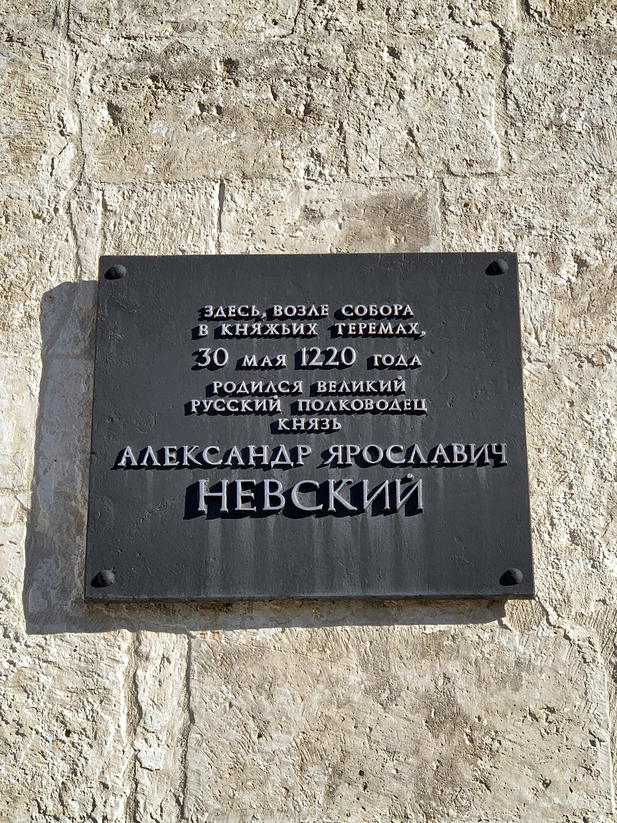 ЗДЕСЬ, ВОЗЛЕ СОБОРА
В КНЯЖЬИХ ТЕРЕМАХ,
30 МАЯ 1220 ГОДА
РОДИЛСЯ ВЕЛИКИЙ
РУССКИЙ ПОЛКОВОДЕЦ
КНЯЗЬ
АЛЕКСАНДР ЯРОСЛАВИЧ
НЕВСКИЙ